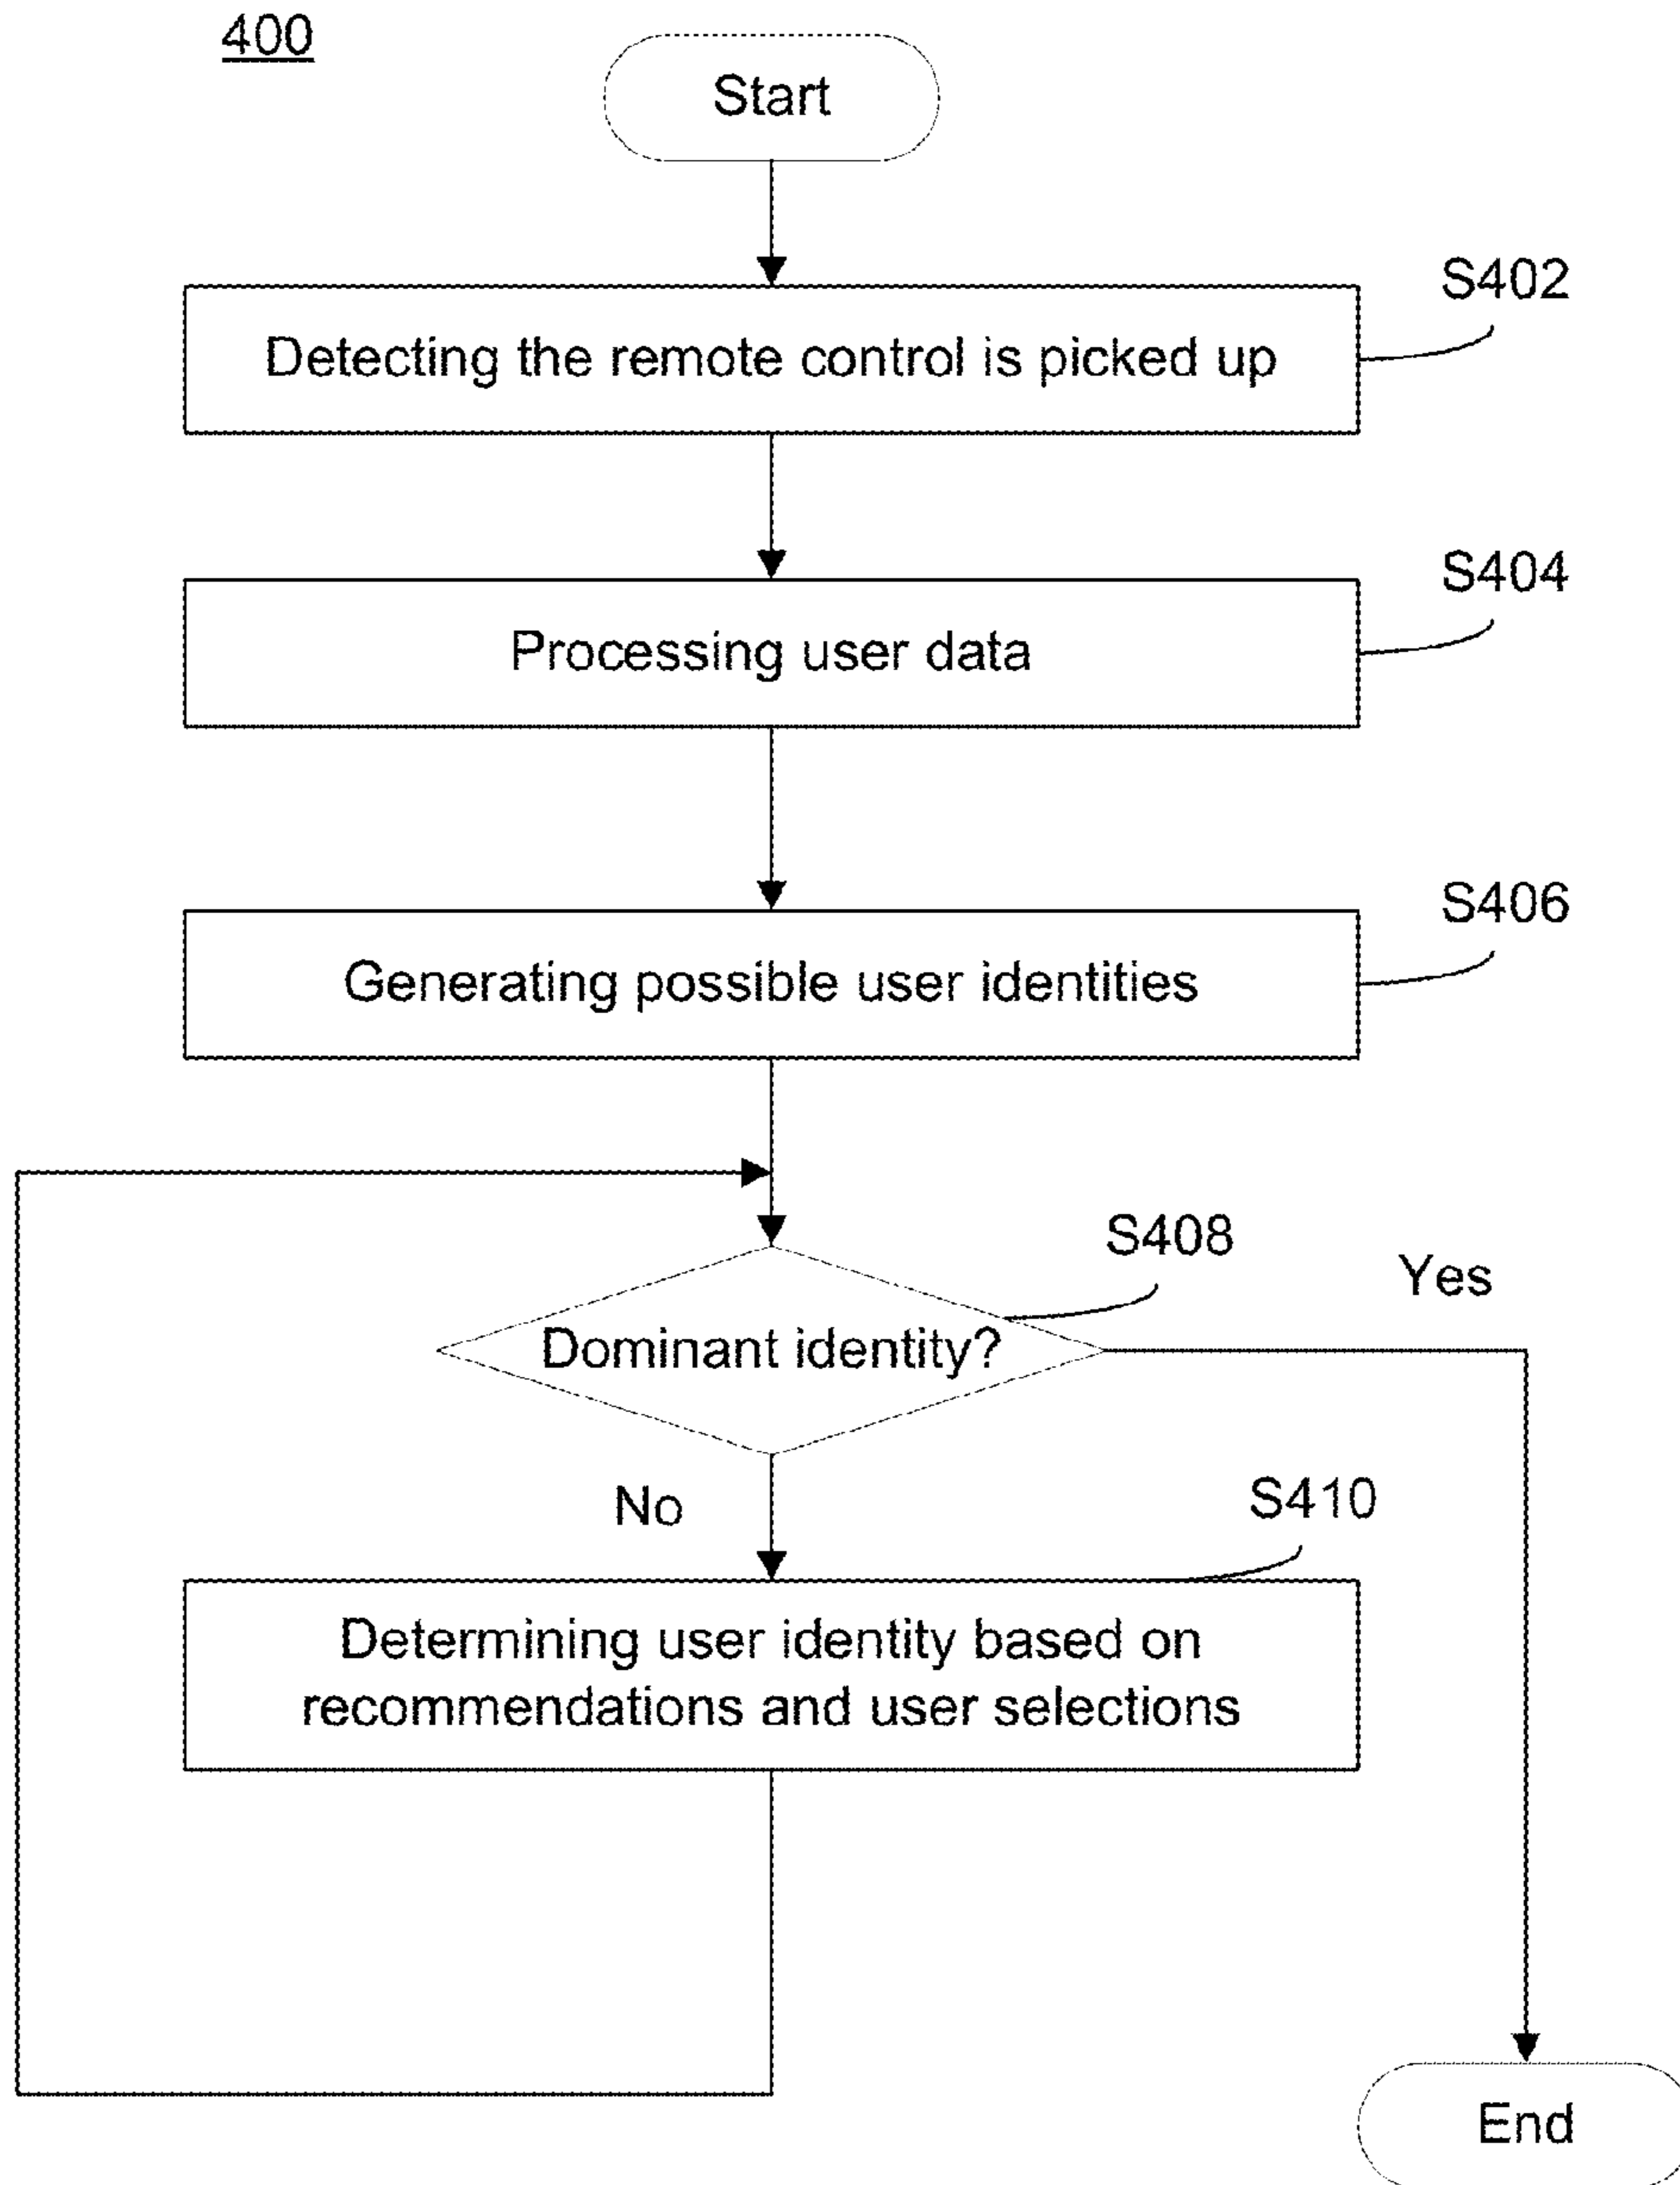 400
Start
S402
Detecting the remote control is picked up
S404
Processing user data
S406
Generating possible user identities
S408
Yes
Dominant identity?
No
S410
Determining user identity based on
recommendations and user selections
End